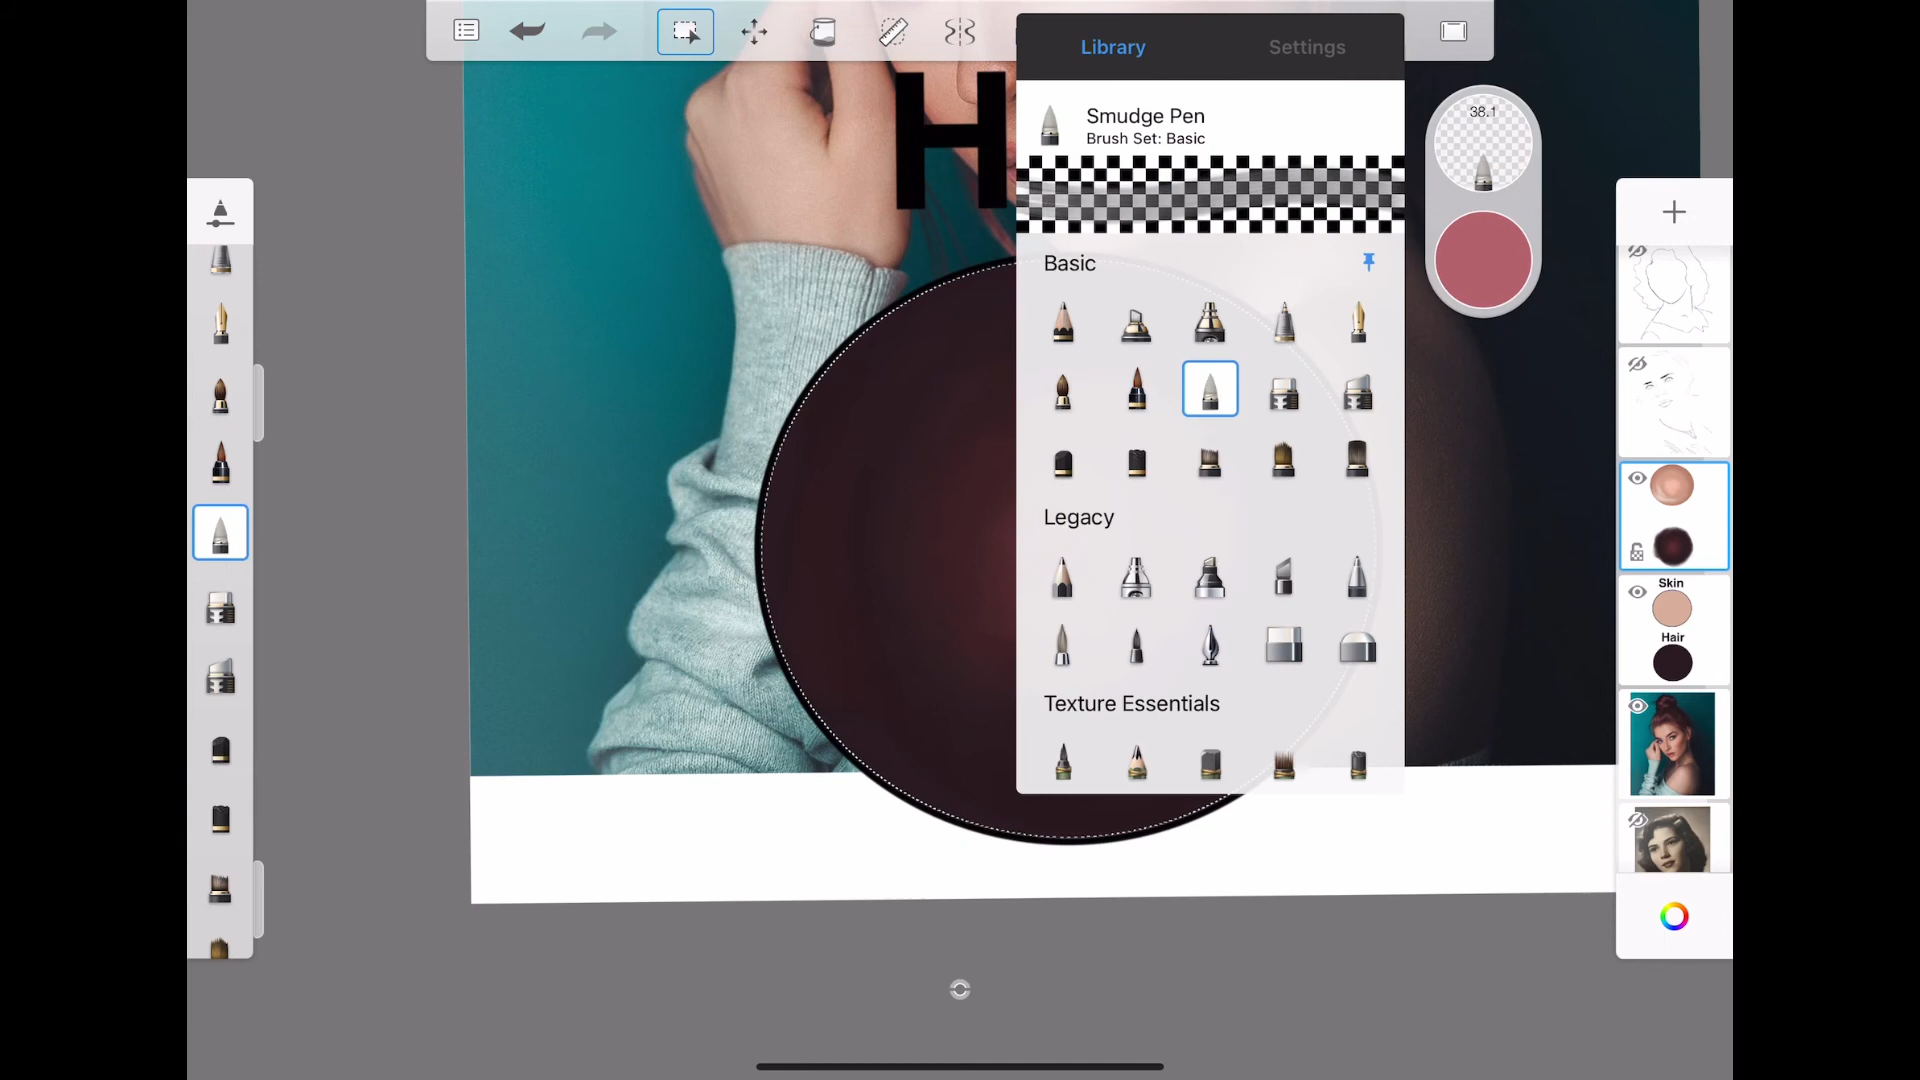 Library
Settings
Smudge Pen
Brush Set: Basic
38.1
H
Basic
Legacy
Texture Essentials
Skin
Hair